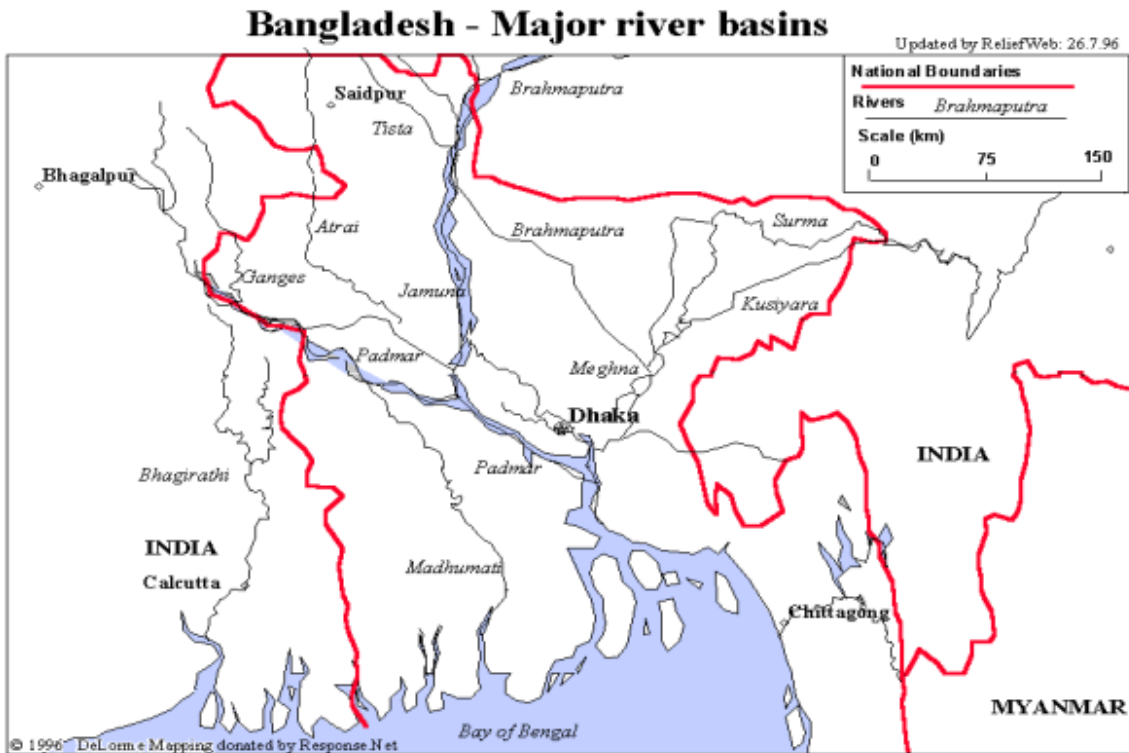 Bangladesh - Major river basins
Updated by ReliefWeb: 26.7.96
National Boundaries
Rivers Brahmaputra
Scale (km)
0 75 150
Brahmaputra
Saidpur
Tista
Bhagalpur
Atrai
Brahmaputra
Surma
Ganges
Jamuna
Kusiyara
Padmar
Meghna
Dhaka
Bhagirathi
Padmar
INDIA
INDIA
Calcutta
Madhumati
Chittagong
MYANMAR
Bay of Bengal
© 1996 DeLorme Mapping donated by Response.Net